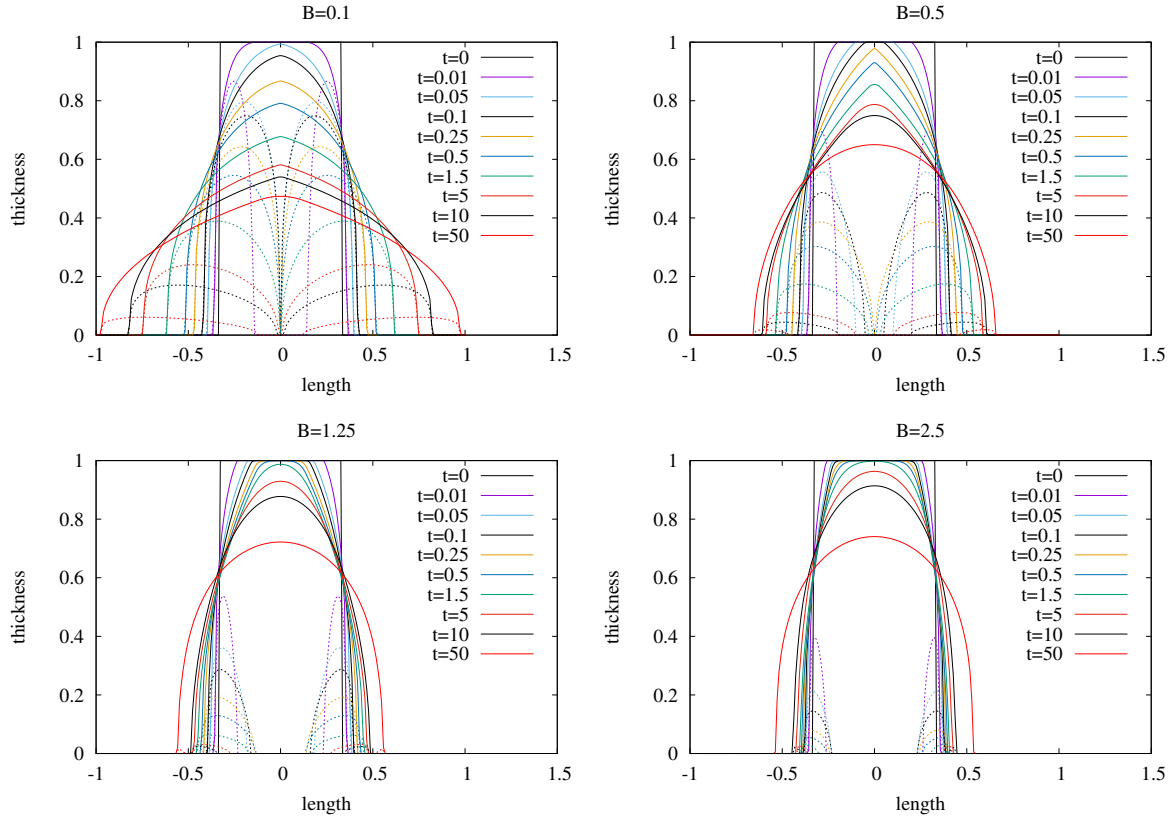 B=0.1
1
0.8
0.6
0.4
0.2
0
-1
-0.5
0
0.5
1
1.5
thickness
length
t=0
t=0.01
t=0.05
t=0.1
t=0.25
t=0.5
t=1.5
t=5
t=10
t=50
B=0.5
1
0.8
0.6
0.4
0.2
0
-1
-0.5
0
0.5
1
1.5
thickness
length
t=0
t=0.01
t=0.05
t=0.1
t=0.25
t=0.5
t=1.5
t=5
t=10
t=50
B=1.25
1
0.8
0.6
0.4
0.2
0
-1
-0.5
0
0.5
1
1.5
thickness
length
t=0
t=0.01
t=0.05
t=0.1
t=0.25
t=0.5
t=1.5
t=5
t=10
t=50
B=2.5
1
0.8
0.6
0.4
0.2
0
-1
-0.5
0
0.5
1
1.5
thickness
length
t=0
t=0.01
t=0.05
t=0.1
t=0.25
t=0.5
t=1.5
t=5
t=10
t=50